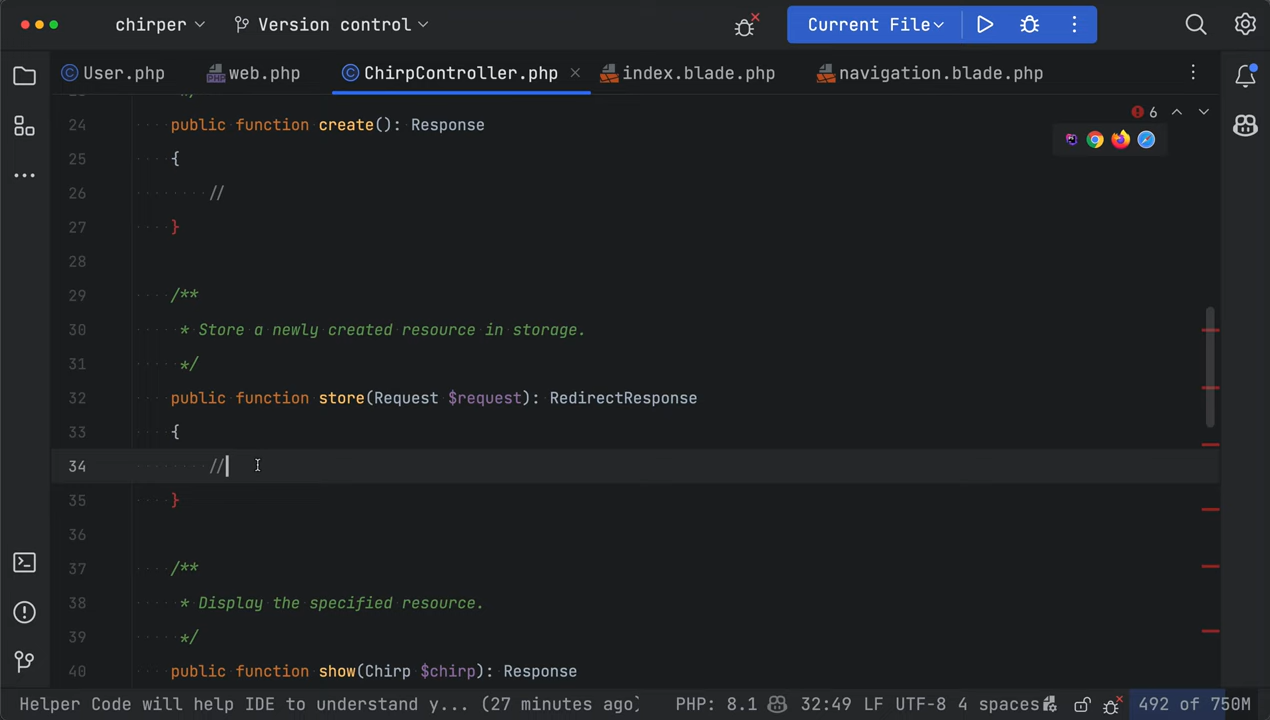 chirper Version control Current File
User.php web.php ChirpController.php index.blade.php navigation.blade.php
6
24 public function create(): Response
25 {
26 //
27 }
28
29 /**
30 * Store a newly created resource in storage.
31 */
32 public function store(Request $request): RedirectResponse
33 {
34 //
35 }
36
37 /**
38 * Display the specified resource.
39 */
40 public function show(Chirp $chirp): Response
Helper Code will help IDE to understand y... (27 minutes ago) PHP: 8.1 32:49 LF UTF-8 4 spaces 492 of 750M